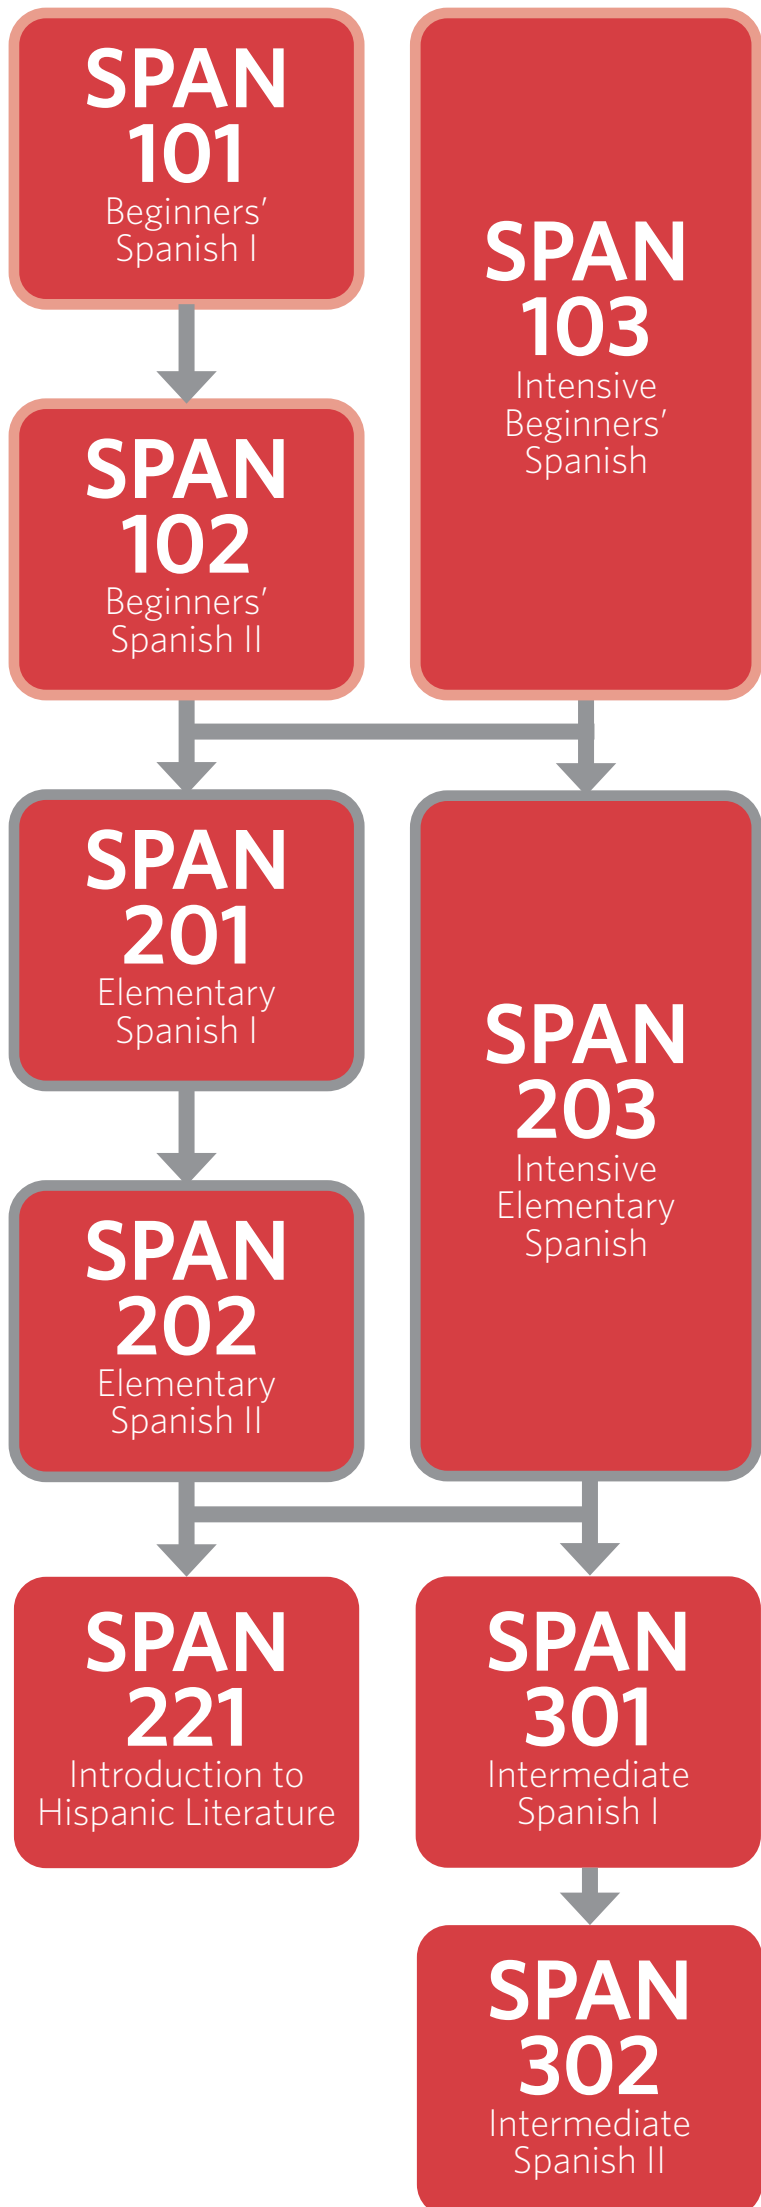 SPAN
101
Beginners’
Spanish I
SPAN
103
Intensive
Beginners’
Spanish
SPAN
102
Beginners’
Spanish II
SPAN
201
Elementary
Spanish I
SPAN
203
Intensive
Elementary
Spanish
SPAN
202
Elementary
Spanish II
SPAN
221
Introduction to
Hispanic Literature
SPAN
301
Intermediate
Spanish I
SPAN
302
Intermediate
Spanish II